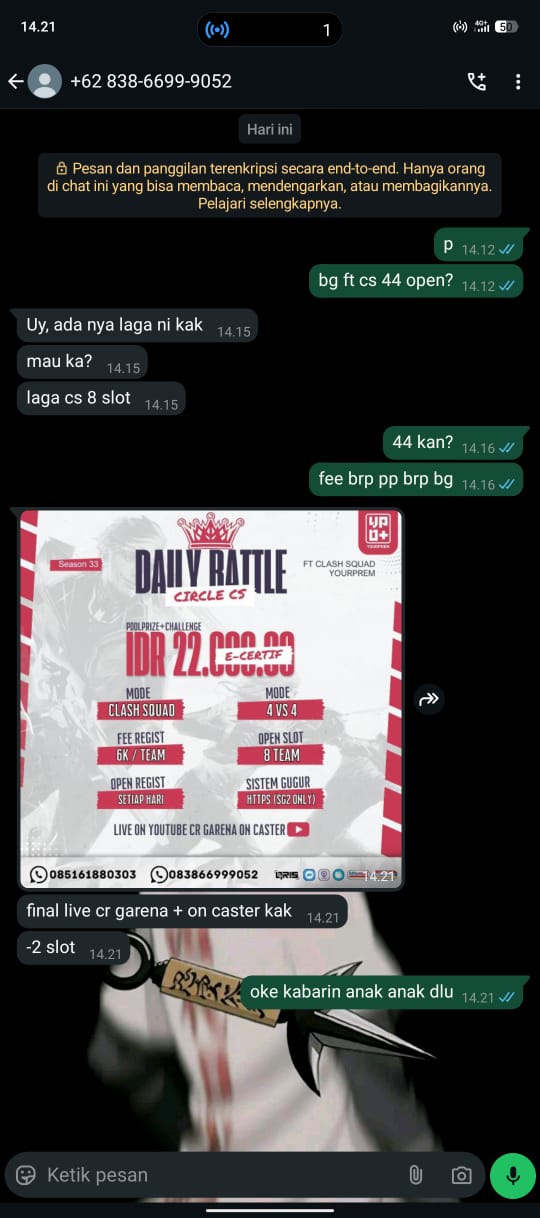 14.21
1
4G+
50
+62 838-6699-9052
Hari ini
Pesan dan panggilan terenkripsi secara end-to-end. Hanya orang
di chat ini yang bisa membaca, mendengarkan, atau membagikannya.
Pelajari selengkapnya.
p 14.12
bg ft cs 44 open? 14.12
Uy, ada nya laga ni kak 14.15
mau ka? 14.15
laga cs 8 slot 14.15
44 kan? 14.16
fee brp pp brp bg 14.16
Season 33
DAILY BATTLE
CIRCLE CS
FT CLASH SQUAD
YOURPREM
YP
D+
YOURPREM
POOLPRIZE+CHALLENGE
IDR 22.000.00
E-CERTIF
MODE
CLASH SQUAD
MODE
4 VS 4
FEE REGIST
6K / TEAM
OPEN SLOT
8 TEAM
OPEN REGIST
SETIAP HARI
SISTEM GUGUR
HTTPS (SG2 ONLY)
LIVE ON YOUTUBE CR GARENA ON CASTER
085161880303
083866999052
QRIS
14.21
final live cr garena + on caster kak 14.21
-2 slot 14.21
oke kabarin anak anak dlu 14.21
Ketik pesan